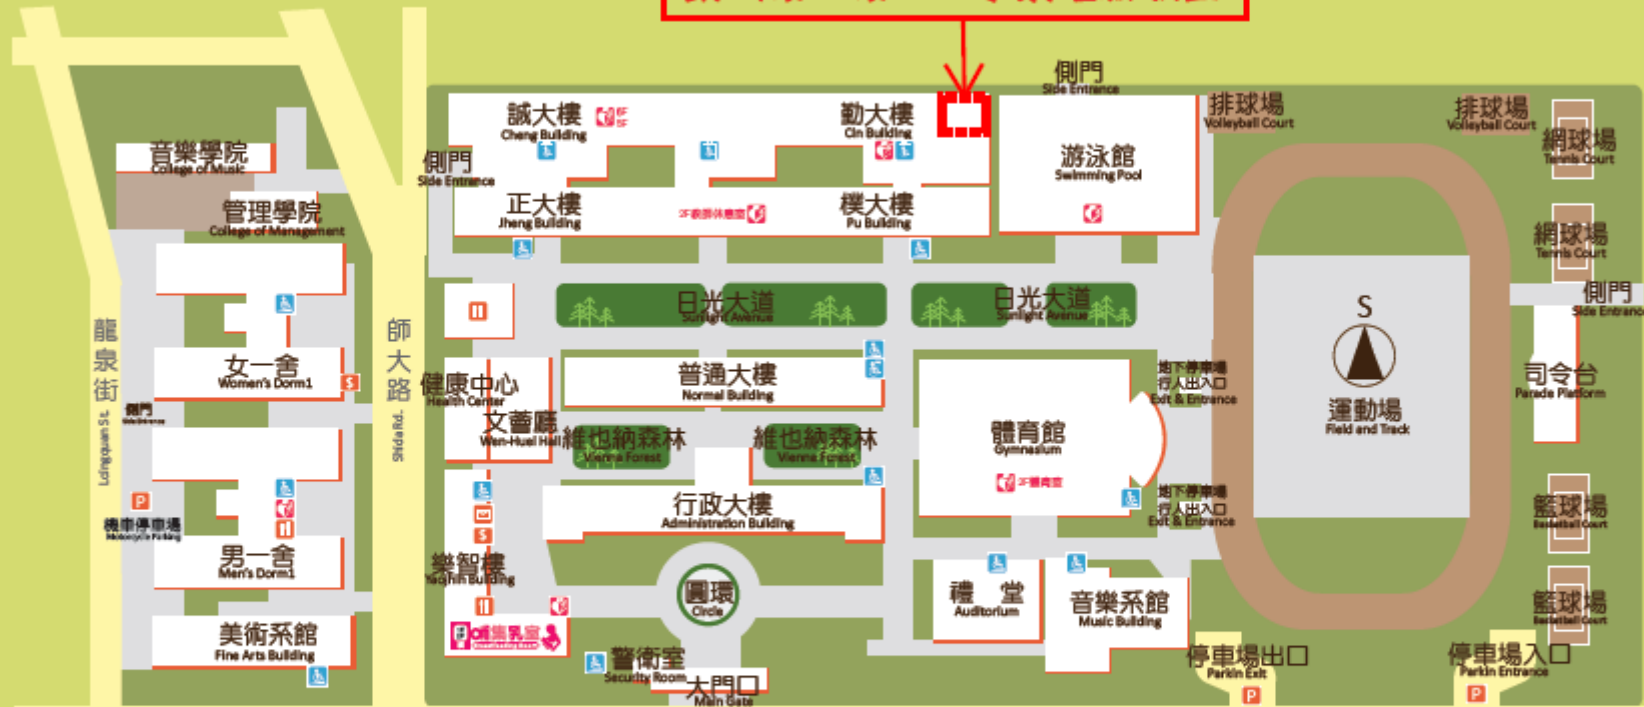 側門
Side Entrance
誠大樓
Cheng Building
勤大樓
Cin Building
排球場
Volleyball Court
排球場
Volleyball Court
網球場
Tennis Court
音樂學院
College of Music
側門
Side Entrance
游泳館
Swimming Pool
管理學院
College of Management
正大樓
Jheng Building
樸大樓
Pu Building
網球場
Tennis Court
日光大道
Sunlight Avenue
日光大道
Sunlight Avenue
側門
Side Entrance
S
龍泉街
Longquan St.
師大路
Shida Rd.
女一舍
Women's Dorm1
$
健康中心
Health Center
普通大樓
Normal Building
地下停車場
行人出入口
Exit & Entrance
司令台
Parade Platform
側門
Side Entrance
文薈廳
Wen-Huei Hall
維也納森林
Vienna Forest
維也納森林
Vienna Forest
體育館
Gymnasium
運動場
Field and Track
2F體育室
P
機車停車場
Motorcycle Parking
行政大樓
Administration Building
地下停車場
行人出入口
Exit & Entrance
籃球場
Basketball Court
$
男一舍
Men's Dorm1
樂智樓
圓環
Circle
禮 堂
Auditorium
音樂系館
Music Building
籃球場
Basketball Court
美術系館
Fine Arts Building
哺集乳室
警衛室
Security Room
大門口
Main Gate
停車場出口
Parkin Exit
P
停車場入口
Parkin Entrance
P